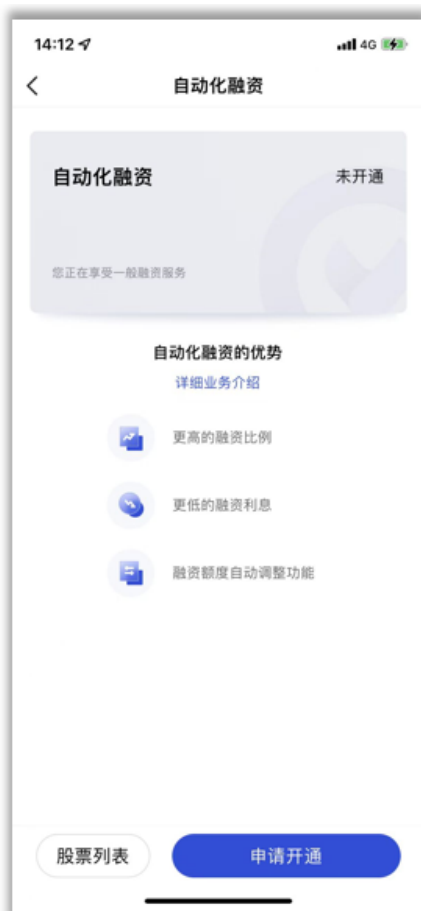 14:12
4G
自动化融资
自动化融资
未开通
您正在享受一般融资服务
自动化融资的优势
详细业务介绍
更高的融资比例
更低的融资利息
融资额度自动调整功能
股票列表
申请开通